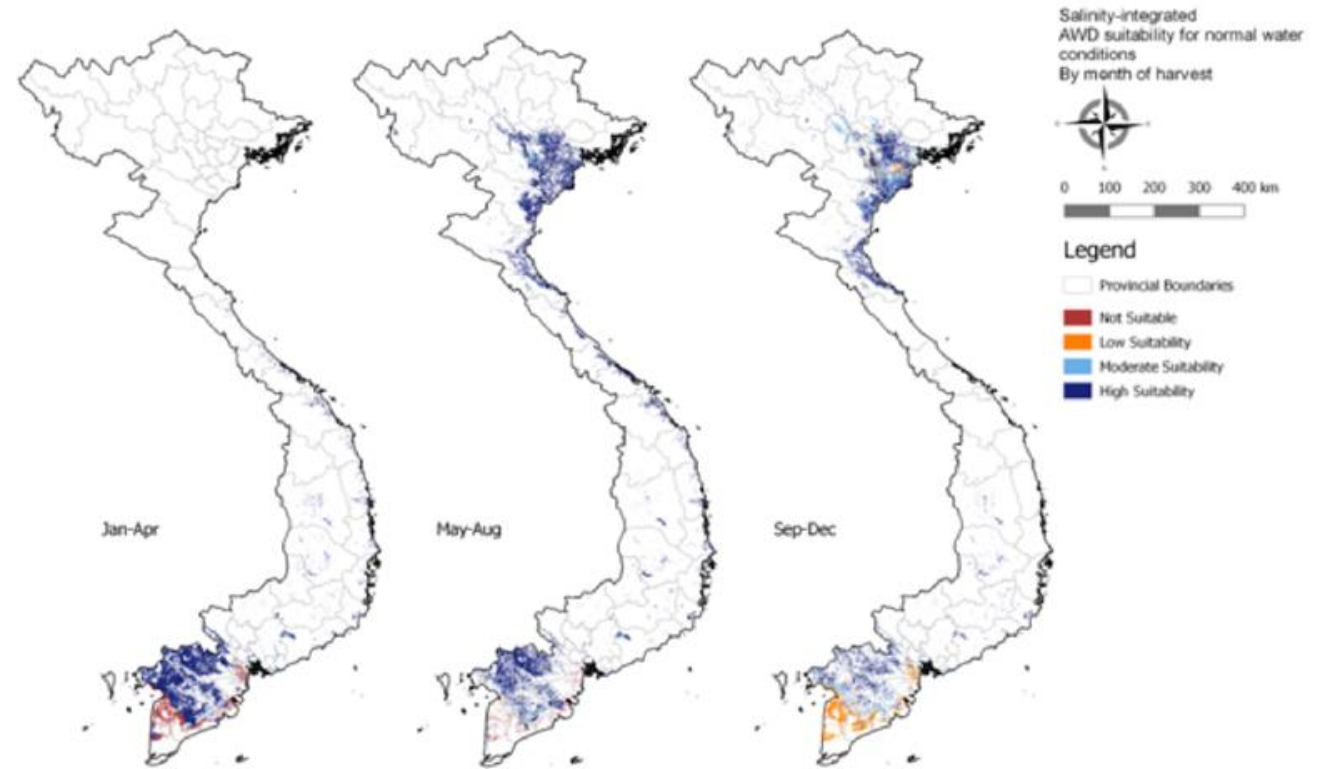 Salinity-integrated
AWD suitability for normal water
conditions
By month of harvest
0 100 200 300 400 km
Legend
Provincial Boundaries
Not Suitable
Low Suitability
Moderate Suitability
High Suitability
Jan-Apr
May-Aug
Sep-Dec